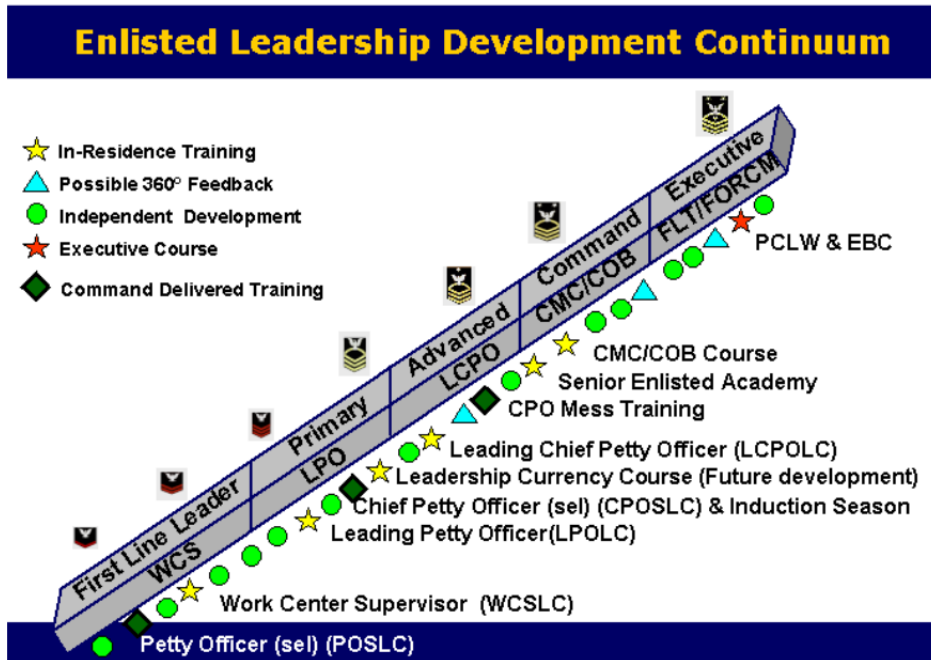 Enlisted Leadership Development Continuum
In-Residence Training
Possible 360° Feedback
Independent Development
Executive Course
Command Delivered Training
Executive
FLT/FORCM
Command
CMC/COB
Advanced
LCPO
Primary
LPO
First Line Leader
WCS
PCLW & EBC
CMC/COB Course
Senior Enlisted Academy
CPO Mess Training
Leading Chief Petty Officer (LCPOLC)
Leadership Currency Course (Future development)
Chief Petty Officer (sel) (CPOSLC) & Induction Season
Leading Petty Officer(LPOLC)
Work Center Supervisor (WCSLC)
Petty Officer (sel) (POSLC)